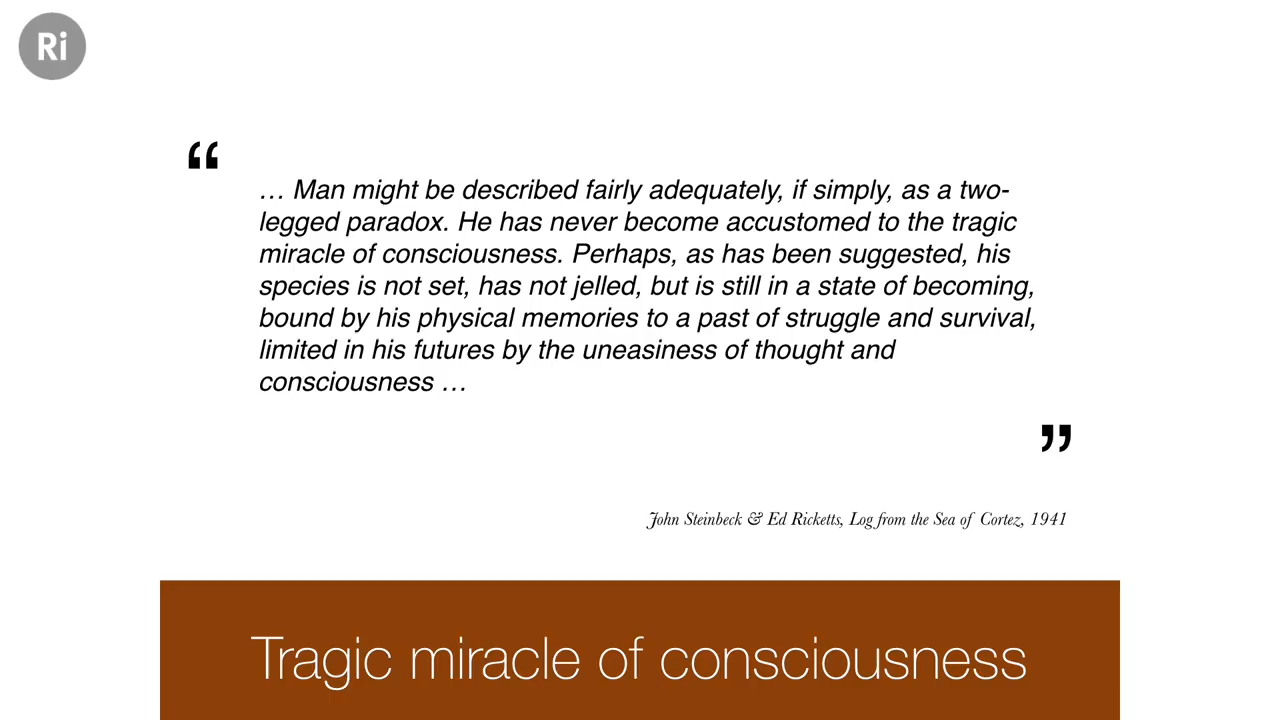 Ri
“
… Man might be described fairly adequately, if simply, as a two-
legged paradox. He has never become accustomed to the tragic
miracle of consciousness. Perhaps, as has been suggested, his
species is not set, has not jelled, but is still in a state of becoming,
bound by his physical memories to a past of struggle and survival,
limited in his futures by the uneasiness of thought and
consciousness …
”
John Steinbeck & Ed Ricketts, Log from the Sea of Cortez, 1941
Tragic miracle of consciousness